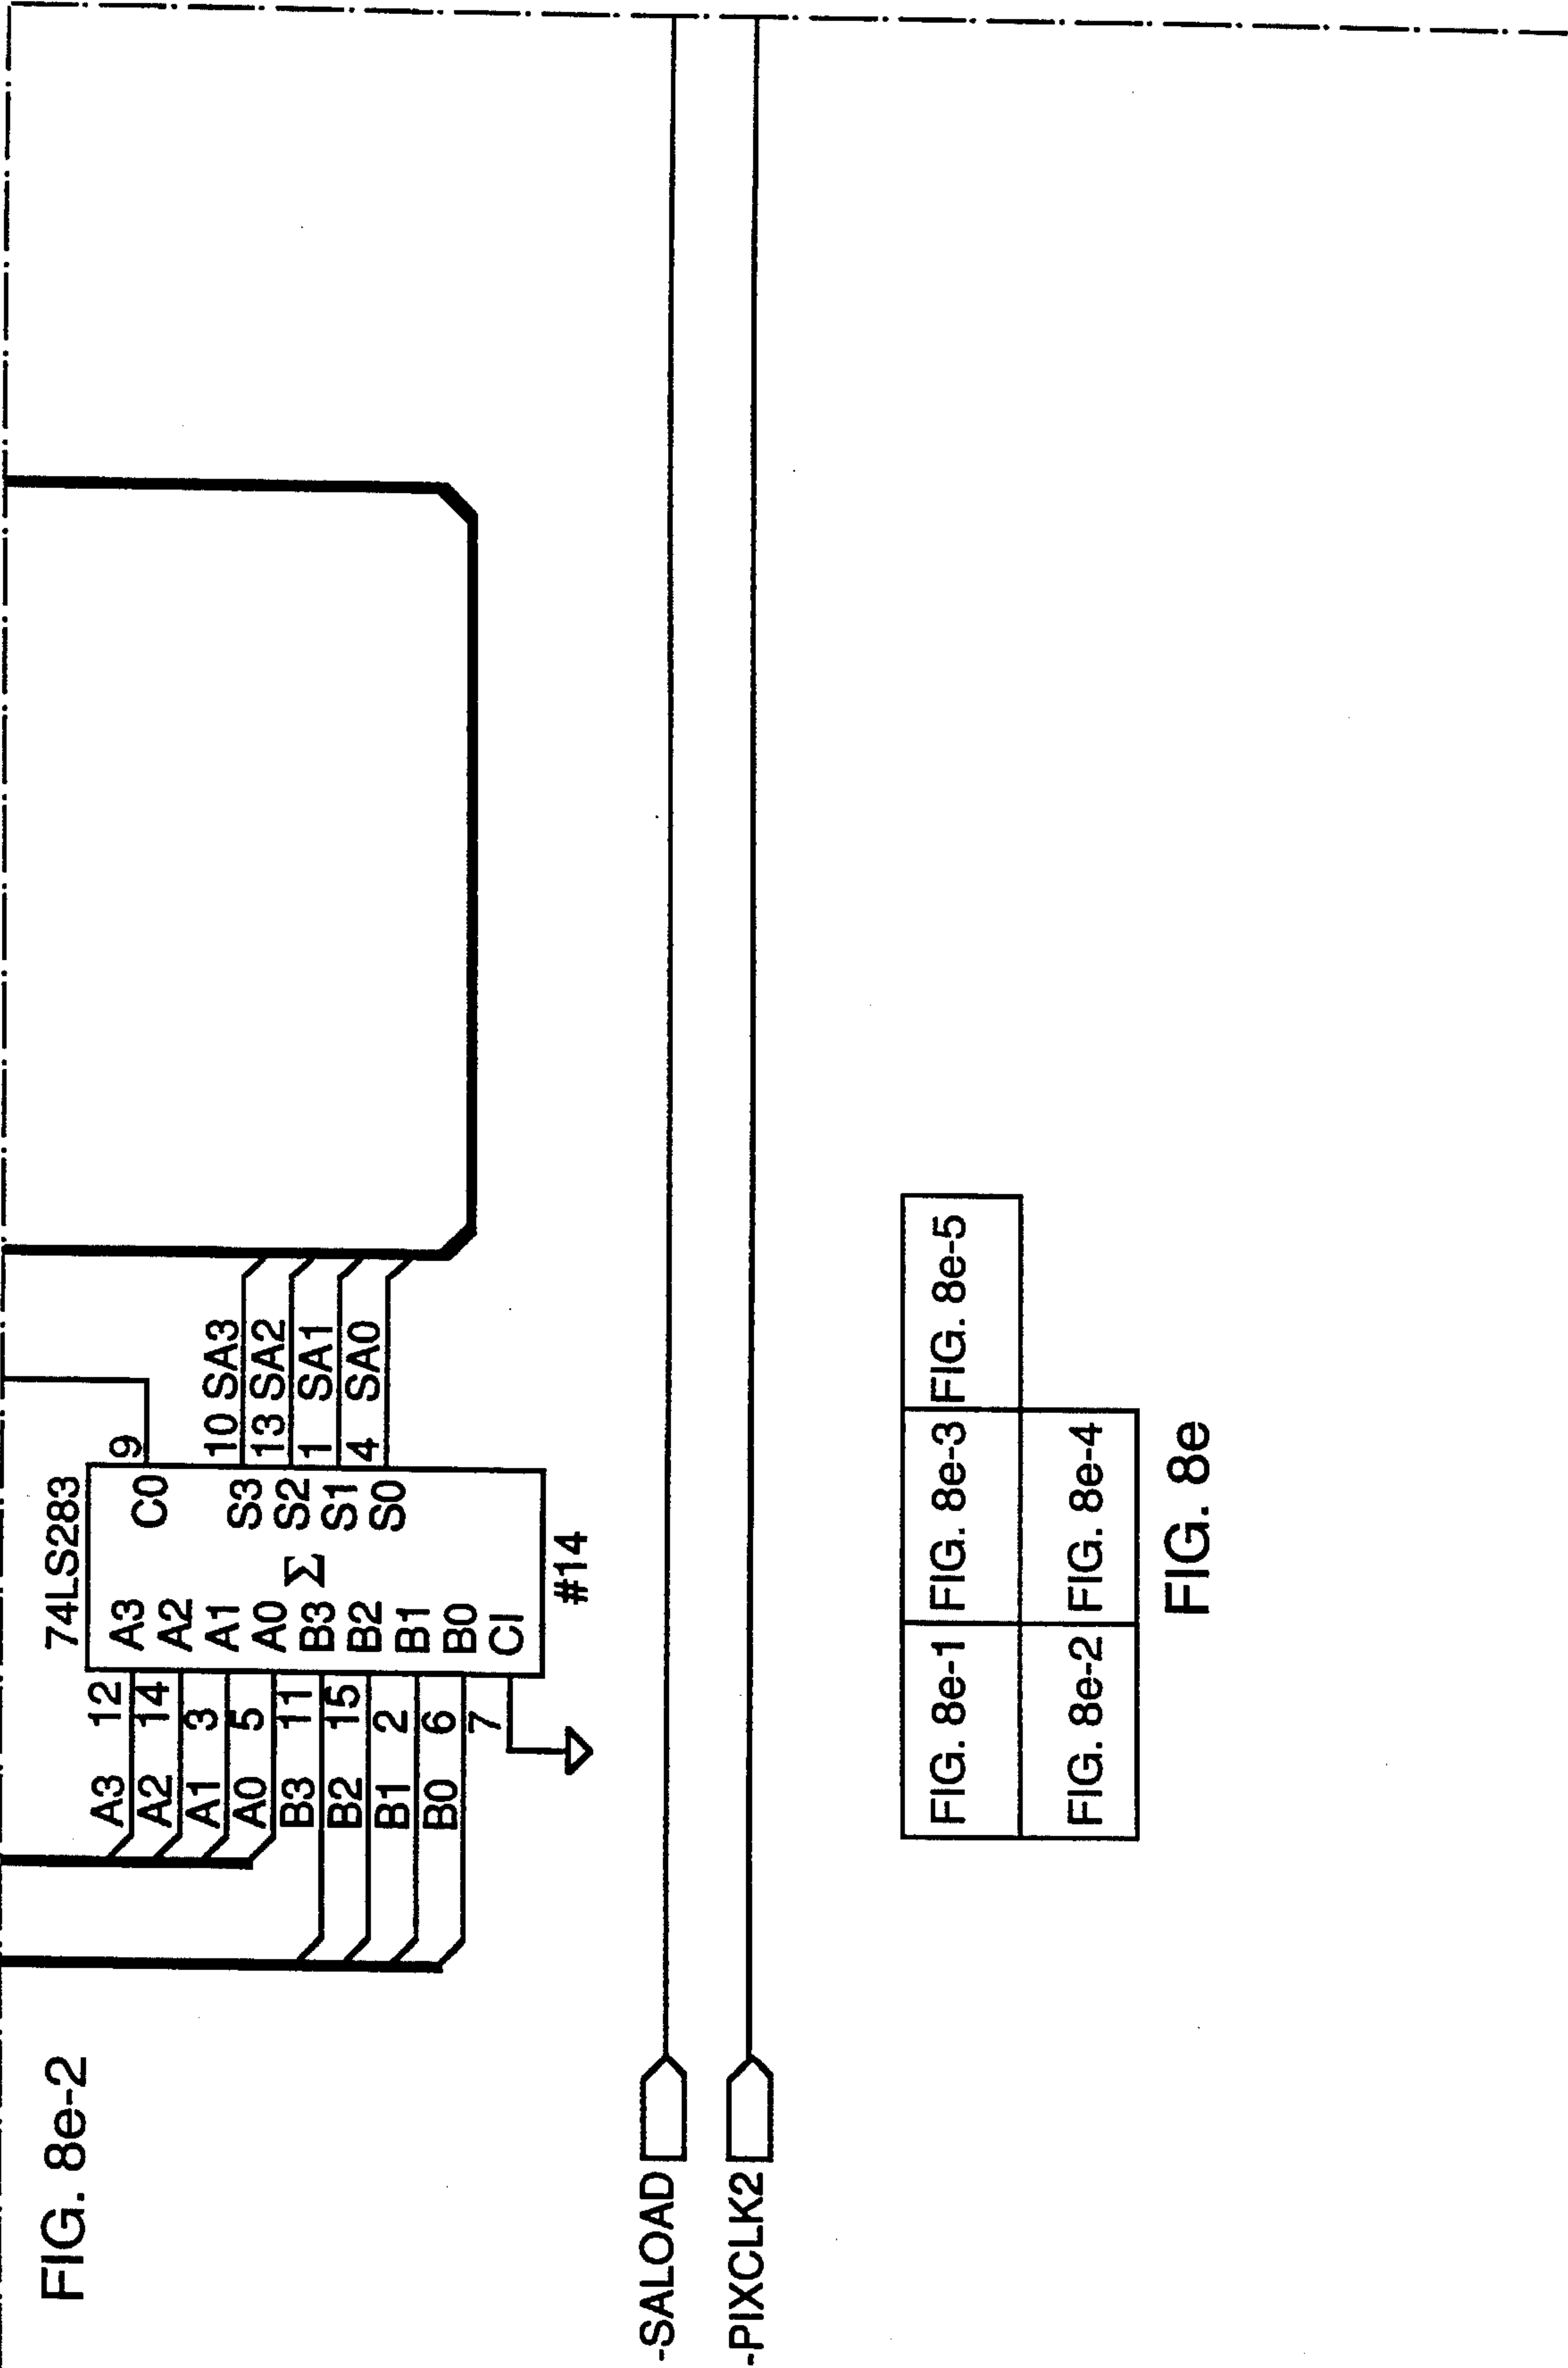 FIG. 8e-2
74LS283
A3 12 A3
A2 14 A2
A1 3 A1
A0 5 A0
B3 11 B3
B2 15 B2
B1 2 B1
B0 6 B0
7 CI
Σ
C0 9
S3 10 SA3
S2 13 SA2
S1 1 SA1
S0 4 SA0
#14
-SALOAD
-PIXCLK2
FIG. 8e-1 FIG. 8e-3 FIG. 8e-5
FIG. 8e-2 FIG. 8e-4
FIG. 8e